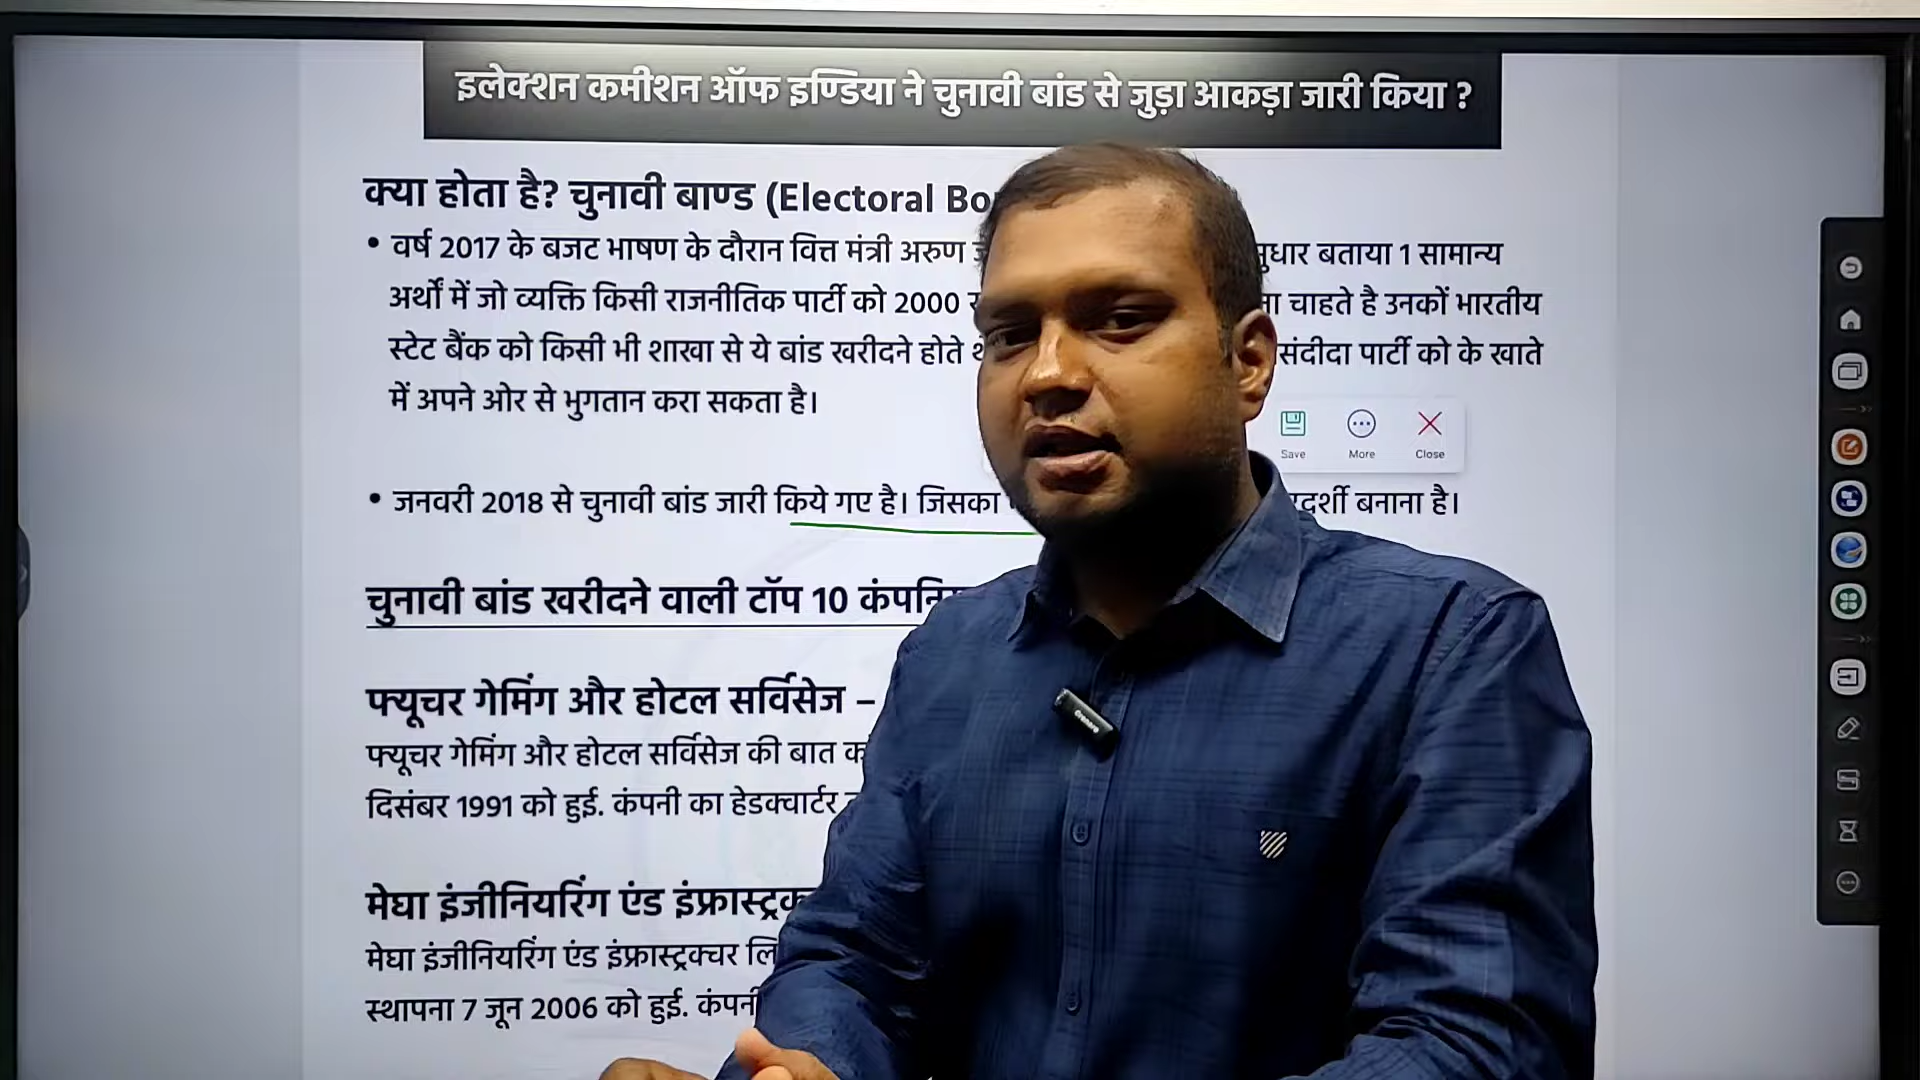 इलेक्शन कमीशन ऑफ इण्डिया ने चुनावी बांड से जुड़ा आकड़ा जारी किया ?
क्या होता है? चुनावी बाण्ड (Electoral Bo
• वर्ष 2017 के बजट भाषण के दौरान वित्त मंत्री अरुण सुधार बताया 1 सामान्य
अर्थों में जो व्यक्ति किसी राजनीतिक पार्टी को 2000 ना चाहते है उनकों भारतीय
स्टेट बैंक को किसी भी शाखा से ये बांड खरीदने होते संदीदा पार्टी को के खाते
में अपने ओर से भुगतान करा सकता है।
Save More Close
• जनवरी 2018 से चुनावी बांड जारी किये गए है। जिसका रदर्शी बनाना है।
चुनावी बांड खरीदने वाली टॉप 10 कंपनि
फ्यूचर गेमिंग और होटल सर्विसेज –
फ्यूचर गेमिंग और होटल सर्विसेज की बात क
दिसंबर 1991 को हुई. कंपनी का हेडक्वार्टर
मेघा इंजीनियरिंग एंड इंफ्रास्ट्रक
मेघा इंजीनियरिंग एंड इंफ्रास्ट्रक्चर लि
स्थापना 7 जून 2006 को हुई. कंपनी